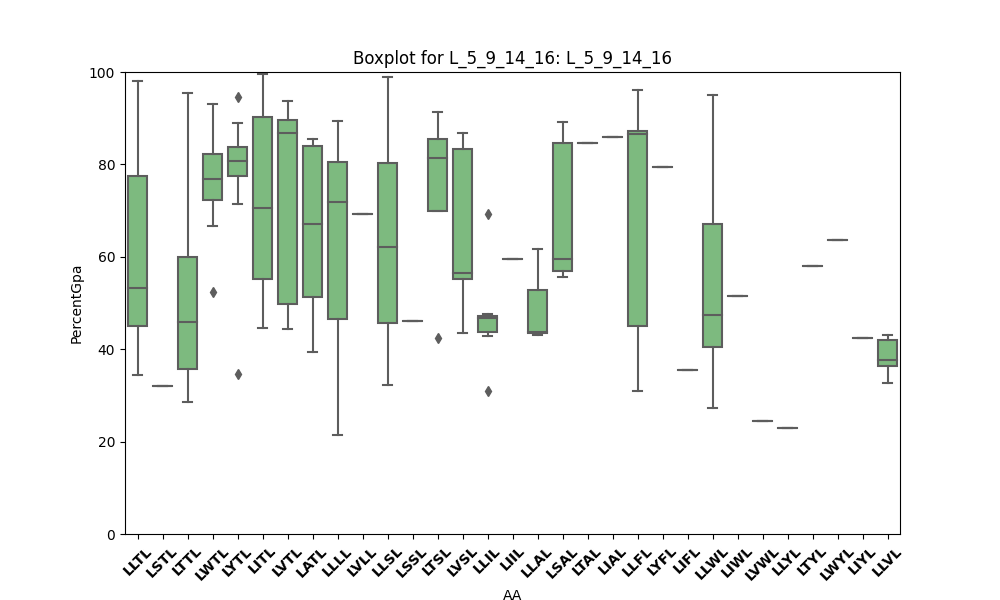 Boxplot for L_5_9_14_16: L_5_9_14_16
100
80
60
40
20
0
PercentGpa
LLTL LSTL LTTL LWTL LYTL LITL LVTL LATL LLLL LVLL LLSL LSSL LTSL LVSL LLIL LIIL LLAL LSAL LTAL LIAL LLFL LYFL LIFL LLWL LIWL LVWL LLYL LTYL LWYL LIYL LLVL
AA